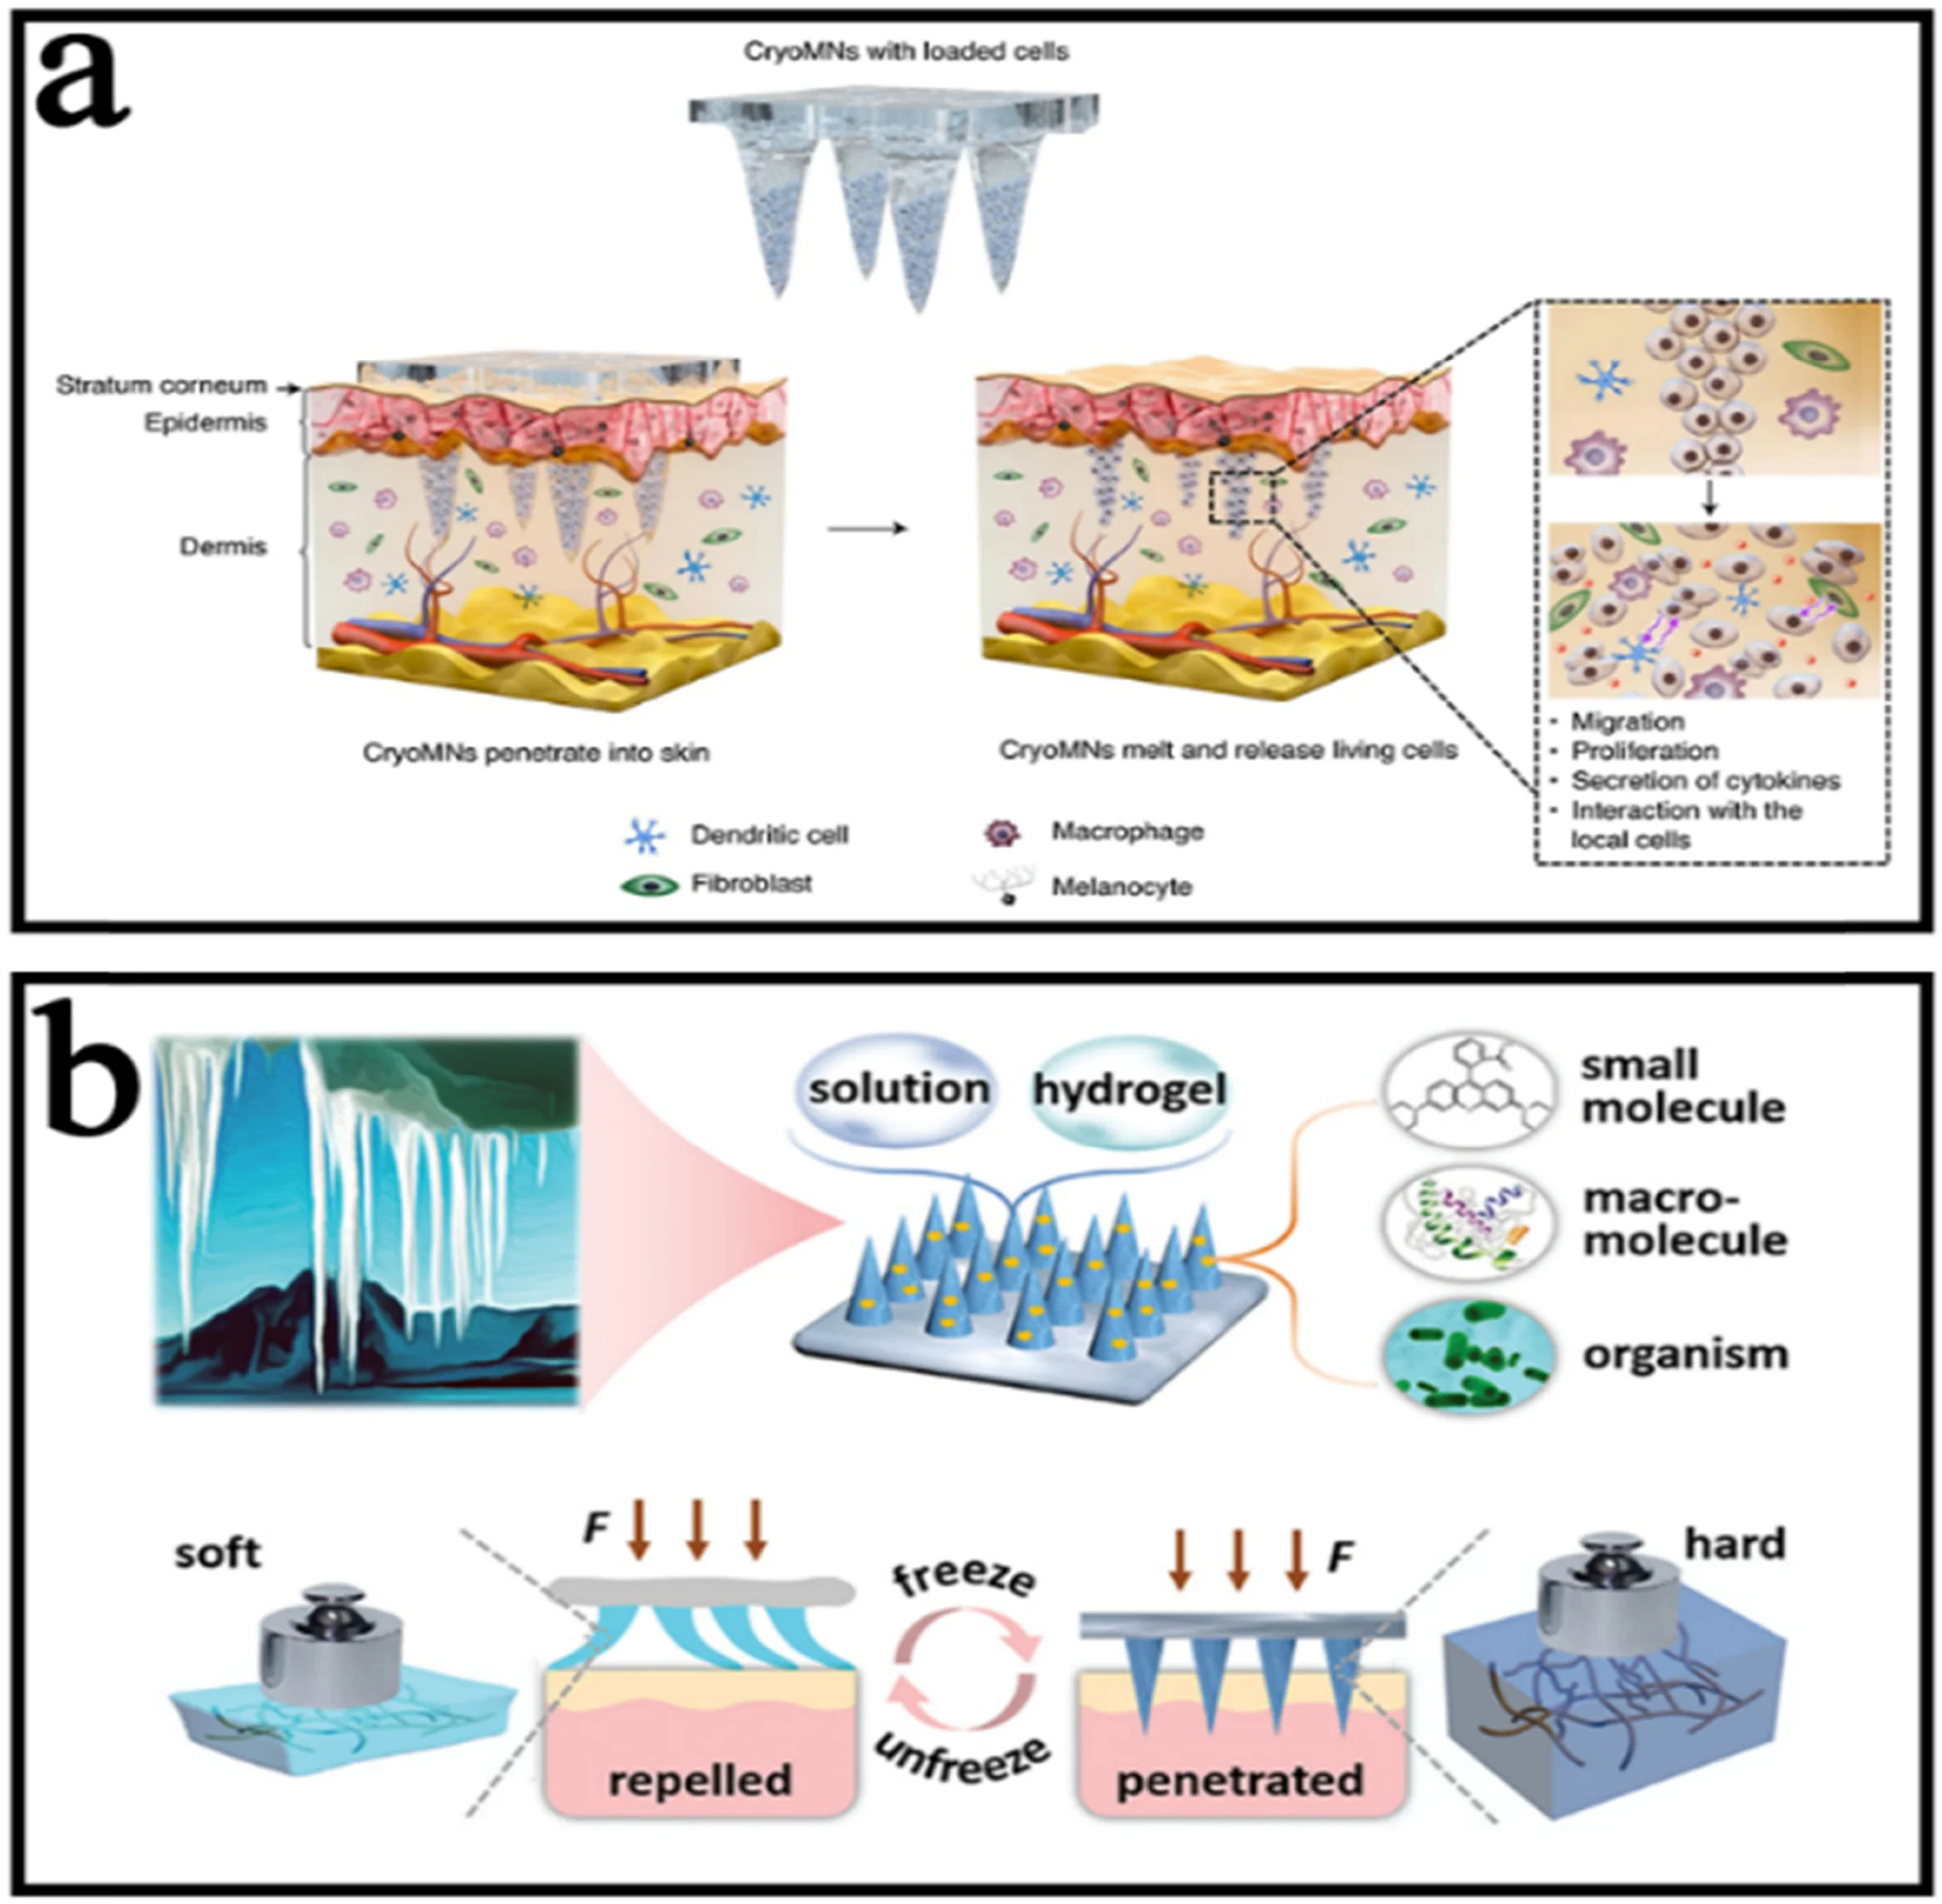 a
CryoMNs with loaded cells
Stratum corneum
Epidermis
Dermis
CryoMNs penetrate into skin
CryoMNs melt and release living cells
· Migration
· Proliferation
· Secretion of cytokines
· Interaction with the
local cells
Dendritic cell
Macrophage
Fibroblast
Melanocyte
b
solution
hydrogel
small
molecule
macro-
molecule
organism
soft
F
freeze
F
hard
unfreeze
repelled
penetrated